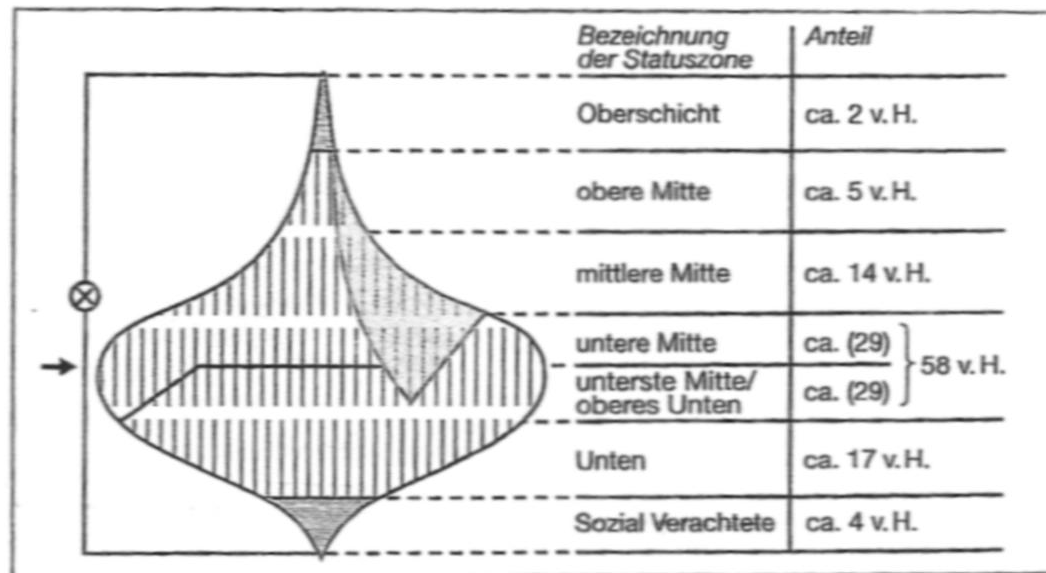 Bezeichnung
der Statuszone
Anteil
Oberschicht
ca. 2 v. H.
obere Mitte
ca. 5 v. H.
mittlere Mitte
ca. 14 v. H.
untere Mitte
ca. (29)
58 v. H.
unterste Mitte/
oberes Unten
ca. (29)
Unten
ca. 17 v. H.
Sozial Verachtete
ca. 4 v. H.